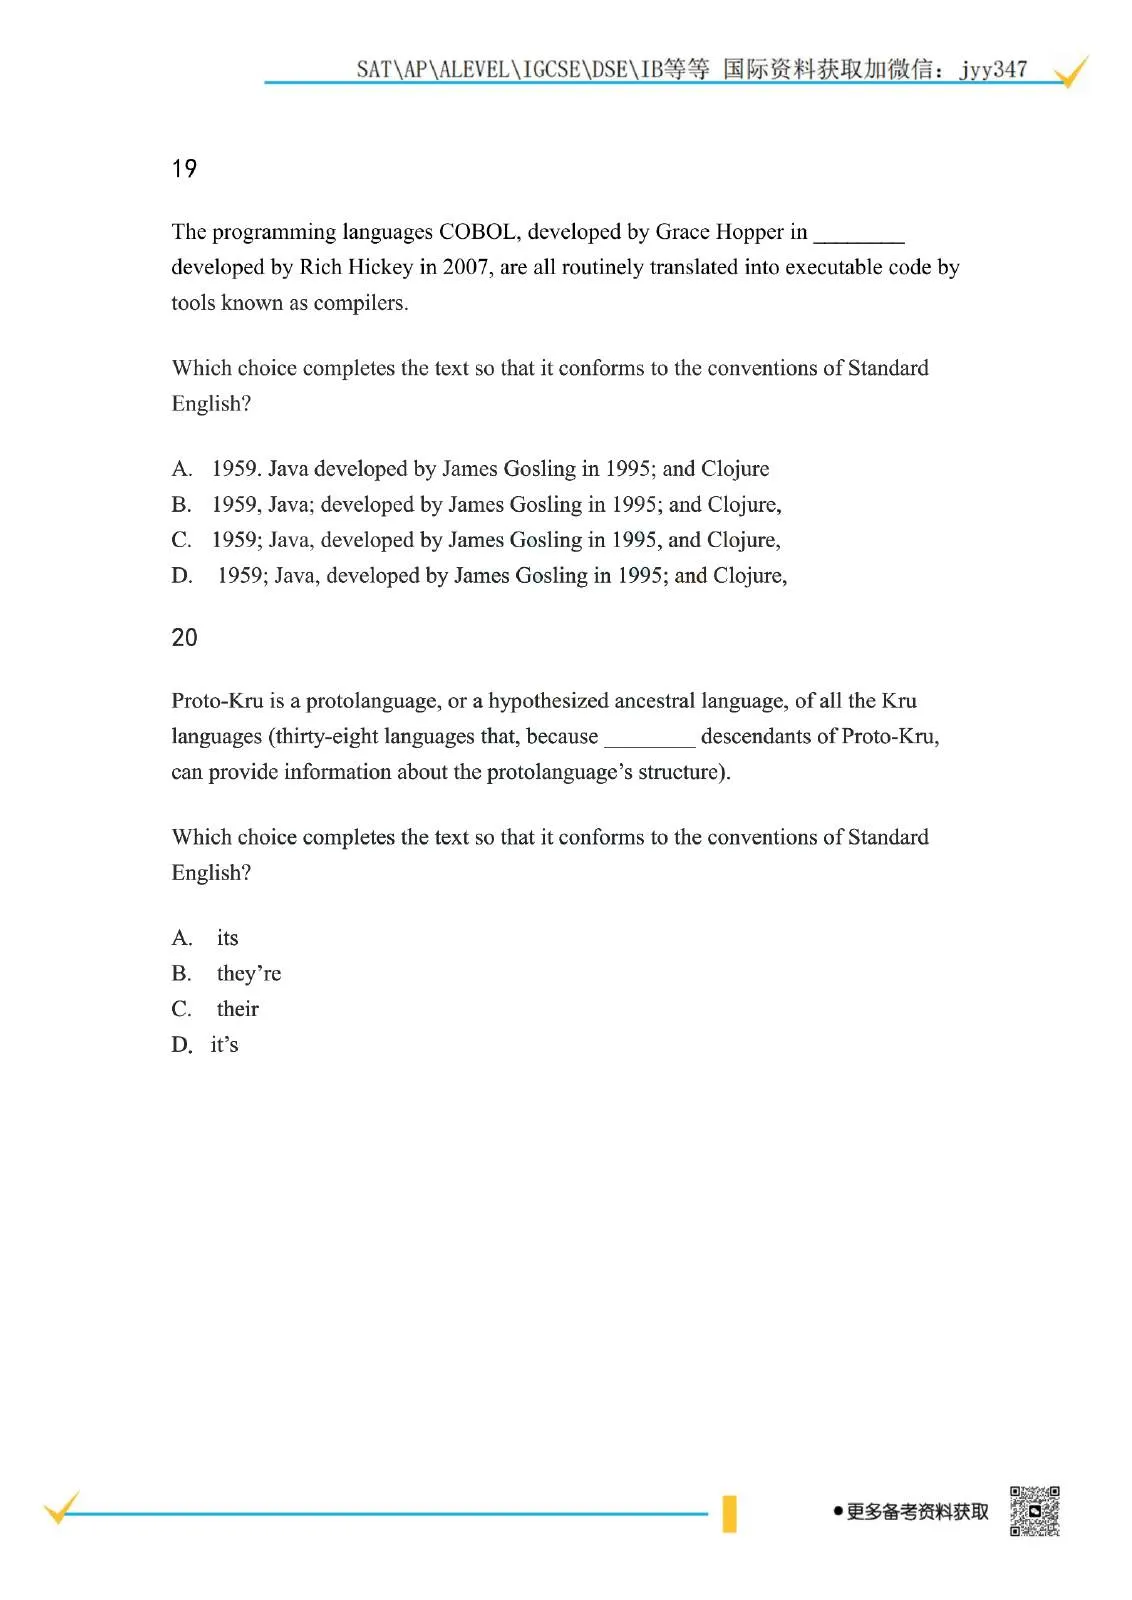 SAT\AP\ALEVEL\IGCSE\DSE\IB等等 国际资料获取加微信: jyy347
19
The programming languages COBOL, developed by Grace Hopper in ________
developed by Rich Hickey in 2007, are all routinely translated into executable code by
tools known as compilers.
Which choice completes the text so that it conforms to the conventions of Standard
English?
A. 1959. Java developed by James Gosling in 1995; and Clojure
B. 1959, Java; developed by James Gosling in 1995; and Clojure,
C. 1959; Java, developed by James Gosling in 1995, and Clojure,
D. 1959; Java, developed by James Gosling in 1995; and Clojure,
20
Proto-Kru is a protolanguage, or a hypothesized ancestral language, of all the Kru
languages (thirty-eight languages that, because ________ descendants of Proto-Kru,
can provide information about the protolanguage’s structure).
Which choice completes the text so that it conforms to the conventions of Standard
English?
A. its
B. they’re
C. their
D. it’s
●更多备考资料获取